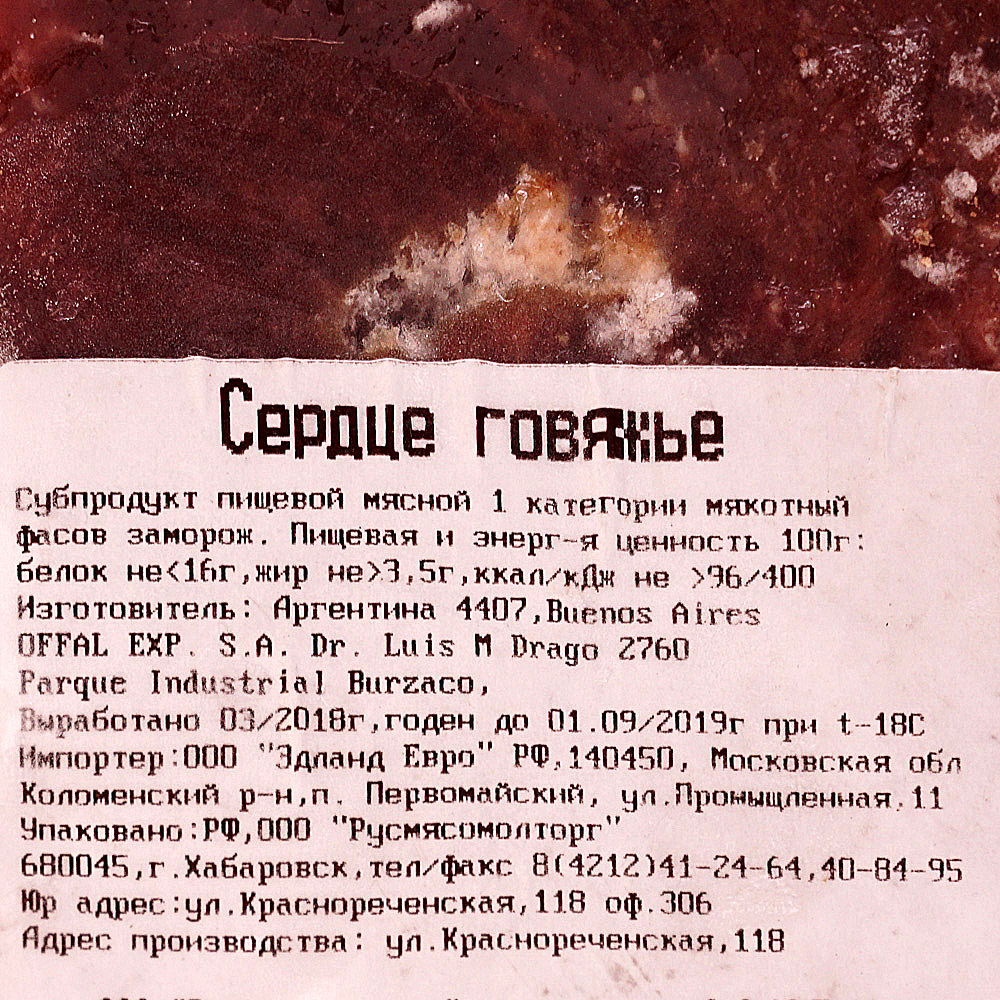 Сердце говяжье
Субпродукт пищевой мясной 1 категории мякотный
фасов заморож. Пищевая и энерг-я ценность 100г:
белок не<16г,жир не>3,5г,ккал/кДж не >96/400
Изготовитель: Аргентина 4407,Buenos Aires
OFFAL EXP. S.A. Dr. Luis M Drago 2760
Parque Industrial Burzaco,
Выработано 03/2018г,годен до 01.09/2019г при t-18C
Импортер:ООО "Эдланд Евро" РФ,140450, Московская обл
Коломенский р-н,п. Первомайский, ул.Промыщленная,11
Упаковано:РФ,ООО "Русмясомолторг"
680045,г.Хабаровск,тел/факс 8(4212)41-24-64,40-84-95
Юр адрес:ул.Краснореченская,118 оф.306
Адрес производства: ул.Краснореченская,118